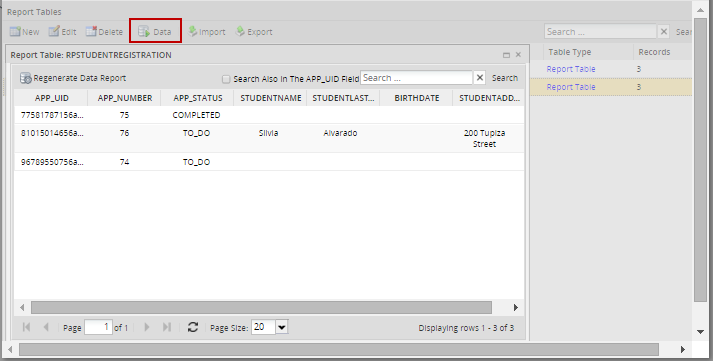 Report Tables
New Edit Delete Data Import Export Search ...
Report Table: RPSTUDENTREGISTRATION
Table Type Records
Regenerate Data Report Search Also In The APP_UID Field Search ... Search
Report Table 3
Report Table 3
APP_UID APP_NUMBER APP_STATUS STUDENTNAME STUDENTLAST... BIRTHDATE STUDENTADD...
77581787156a... 75 COMPLETED
81015014656a... 76 TO_DO Silvia Alvarado 200 Tupiza
Street
96789550756a... 74 TO_DO
Page 1 of 1 Page Size: 20 Displaying rows 1 - 3 of 3